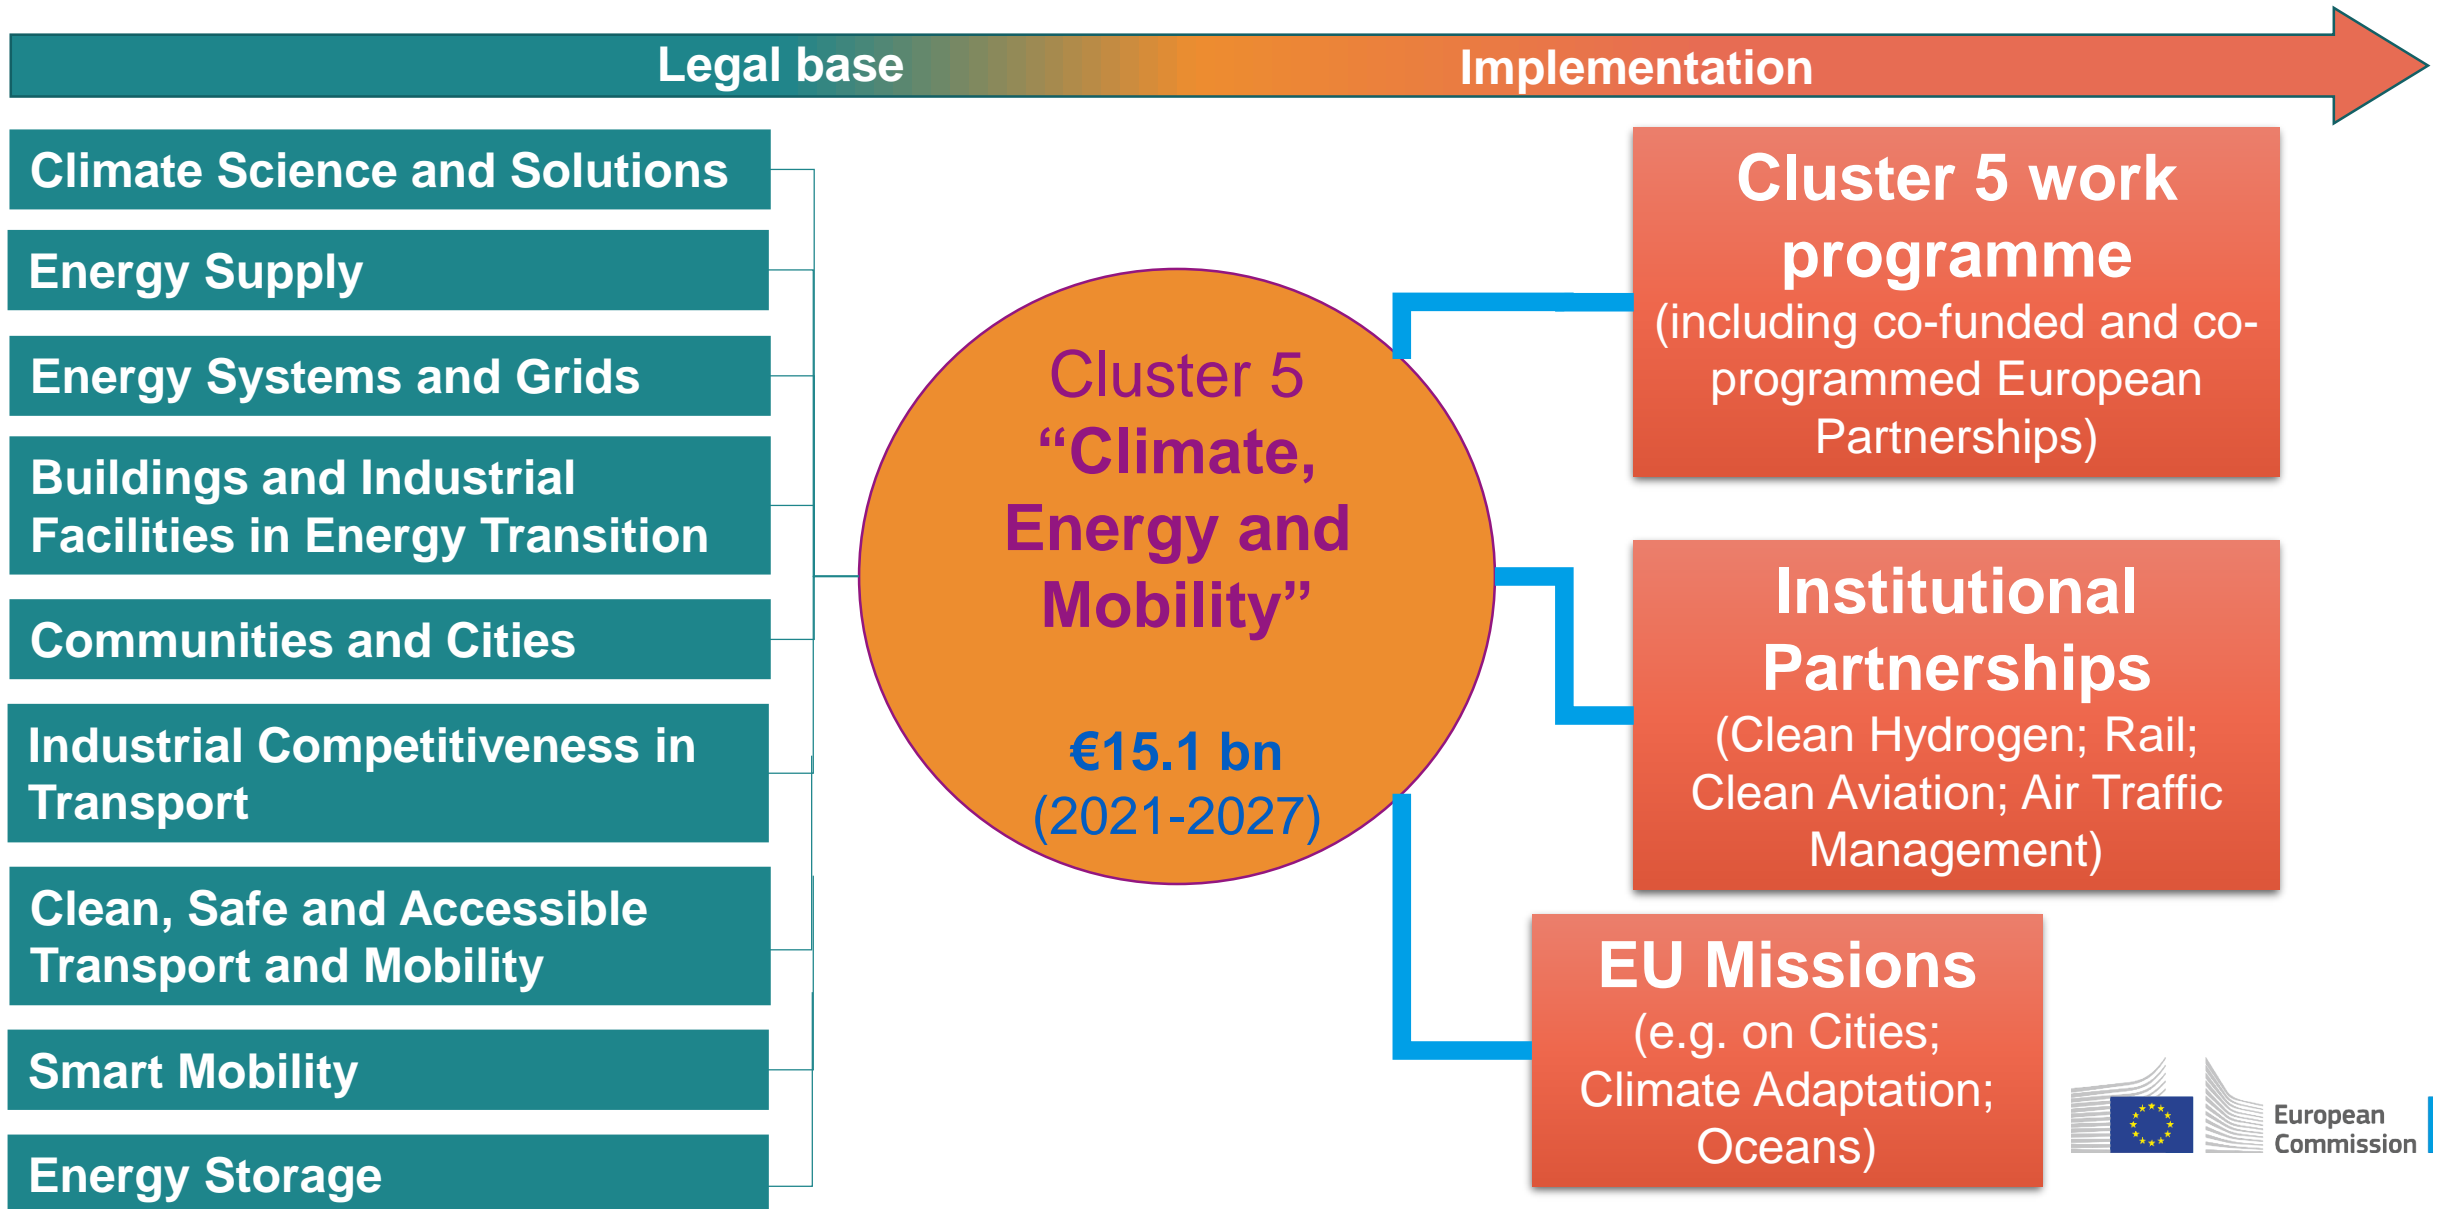 Legal base
Implementation
Climate Science and Solutions
Energy Supply
Energy Systems and Grids
Buildings and Industrial
Facilities in Energy Transition
Communities and Cities
Industrial Competitiveness in
Transport
Clean, Safe and Accessible
Transport and Mobility
Smart Mobility
Energy Storage
Cluster 5
“Climate,
Energy and
Mobility”
€15.1 bn
(2021-2027)
Cluster 5 work
programme
(including co-funded and co-
programmed European
Partnerships)
Institutional
Partnerships
(Clean Hydrogen; Rail;
Clean Aviation; Air Traffic
Management)
EU Missions
(e.g. on Cities;
Climate Adaptation;
Oceans)
European
Commission